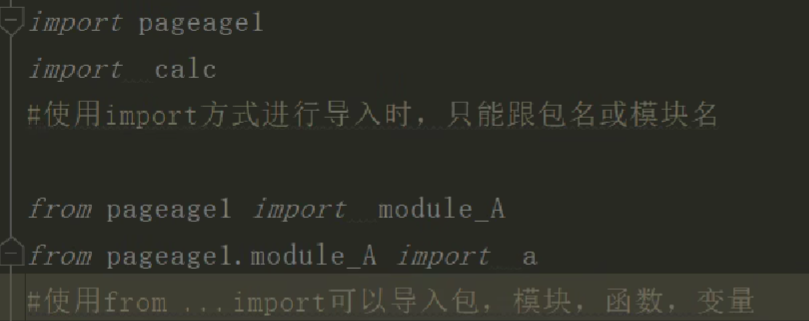 import pageage1
import calc
#使用import方式进行导入时，只能跟包名或模块名
from pageage1 import module_A
from pageage1.module_A import a
#使用from ...import可以导入包，模块，函数，变量